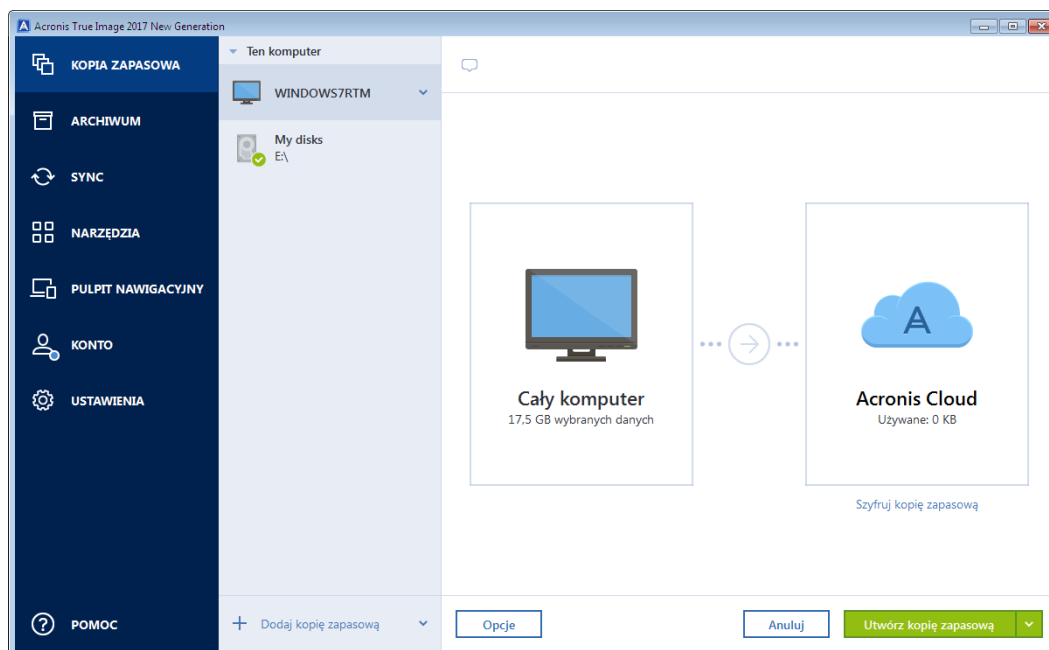 Acronis True Image 2017 New Generation
KOPIA ZAPASOWA
ARCHIWUM
SYNC
NARZĘDZIA
PULPIT NAWIGACYJNY
KONTO
USTAWIENIA
POMOC
Ten komputer
WINDOWS7RTM
My disks
E:\
Dodaj kopię zapasową
Cały komputer
17,5 GB wybranych danych
Acronis Cloud
Używane: 0 KB
Szyfruj kopię zapasową
Opcje
Anuluj
Utwórz kopię zapasową